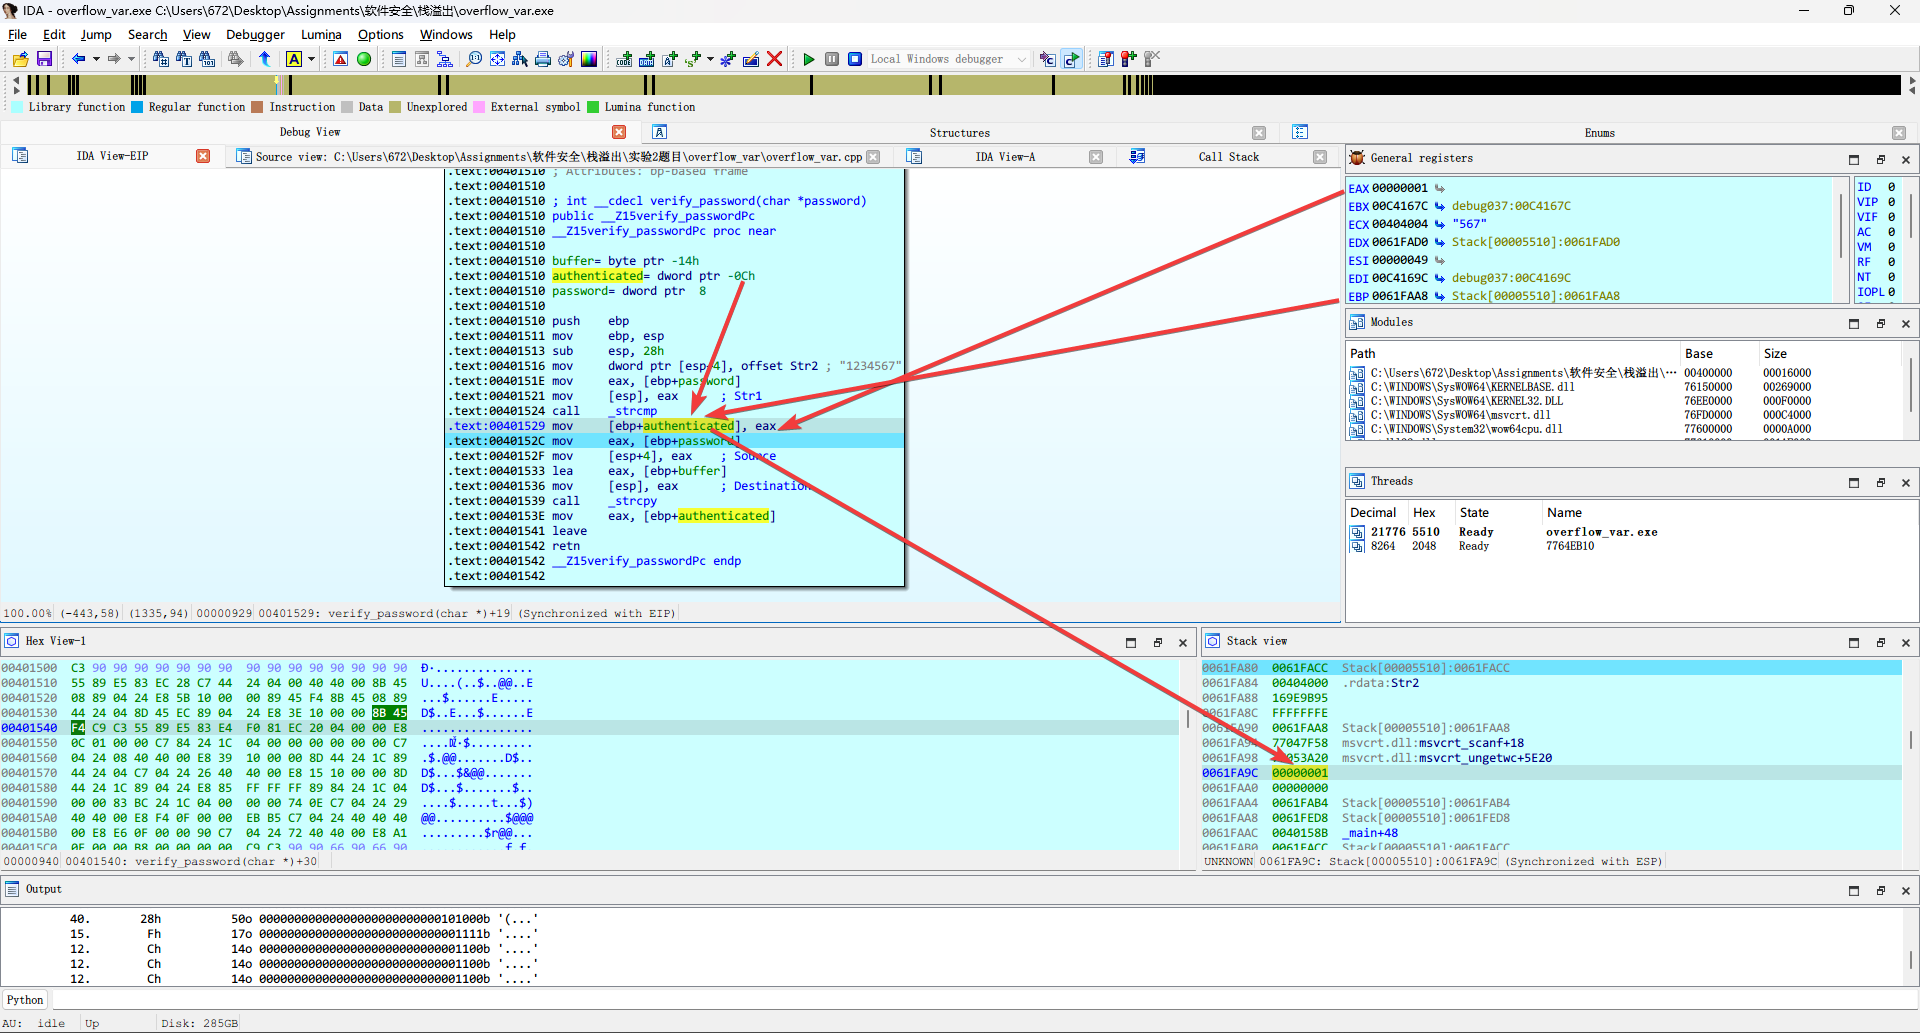 IDA - overflow_var.exe C:\Users\672\Desktop\Assignments\软件安全\栈溢出\overflow_var.exe
File Edit Jump Search View Debugger Lumina Options Windows Help
Local Windows debugger
Library function Regular function Instruction Data Unexplored External symbol Lumina function
Debug View Structures Enums
IDA View-EIP Source view: C:\Users\672\Desktop\Assignments\软件安全\栈溢出\实验2题目\overflow_var\overflow_var.cpp IDA View-A Call Stack
.text:00401510 ; Attributes: bp-based frame
.text:00401510
.text:00401510 ; int __cdecl verify_password(char *password)
.text:00401510 public __Z15verify_passwordPc
.text:00401510 __Z15verify_passwordPc proc near
.text:00401510
.text:00401510 buffer= byte ptr -14h
.text:00401510 authenticated= dword ptr -0Ch
.text:00401510 password= dword ptr  8
.text:00401510
.text:00401510 push    ebp
.text:00401511 mov     ebp, esp
.text:00401513 sub     esp, 28h
.text:00401516 mov     dword ptr [esp+4], offset Str2 ; "1234567"
.text:0040151E mov     eax, [ebp+password]
.text:00401521 mov     [esp], eax      ; Str1
.text:00401524 call    _strcmp
.text:00401529 mov     [ebp+authenticated], eax
.text:0040152C mov     eax, [ebp+password]
.text:0040152F mov     [esp+4], eax    ; Source
.text:00401533 lea     eax, [ebp+buffer]
.text:00401536 mov     [esp], eax      ; Destination
.text:00401539 call    _strcpy
.text:0040153E mov     eax, [ebp+authenticated]
.text:00401541 leave
.text:00401542 retn
.text:00401542 __Z15verify_passwordPc endp
.text:00401542
100.00% (-443,58) (1335,94) 00000929 00401529: verify_password(char *)+19 (Synchronized with EIP)
General registers
EAX 00000001
EBX 00C4167C debug037:00C4167C
ECX 00404004 "567"
EDX 0061FAD0 Stack[00005510]:0061FAD0
ESI 00000049
EDI 00C4169C debug037:00C4169C
EBP 0061FAA8 Stack[00005510]:0061FAA8
ID 0
VIP 0
VIF 0
AC 0
VM 0
RF 0
NT 0
IOPL 0
Modules
Path Base Size
C:\Users\672\Desktop\Assignments\软件安全\栈溢出\··· 00400000 00016000
C:\WINDOWS\SysWOW64\KERNELBASE.dll 76150000 00269000
C:\WINDOWS\SysWOW64\KERNEL32.DLL 76EE0000 000F0000
C:\WINDOWS\SysWOW64\msvcrt.dll 76FD0000 000C4000
C:\WINDOWS\System32\wow64cpu.dll 77600000 0000A000
Threads
Decimal Hex State Name
21776 5510 Ready overflow_var.exe
8264 2048 Ready 7764EB10
Hex View-1
00401500  C3 90 90 90 90 90 90 90  90 90 90 90 90 90 90 90  Ð·..............
00401510  55 89 E5 83 EC 28 C7 44  24 04 00 40 40 00 8B 45  U....(..$..@@..E
00401520  08 89 04 24 E8 5B 10 00  00 89 45 F4 8B 45 08 89  ...$......E.....
00401530  44 24 04 8D 45 EC 89 04  24 E8 3E 10 00 00 8B 45  D$..E...$......E
00401540  F4 C9 C3 55 89 E5 83 E4  F0 81 EC 20 04 00 00 E8  ................
00401550  0C 01 00 00 C7 84 24 1C  04 00 00 00 00 00 00 C7
00401560  04 24 08 40 40 00 E8 39  10 00 00 8D 44 24 1C 89  .$.@@.......D$..
00401570  44 24 04 C7 04 24 26 40  40 00 E8 15 10 00 00 8D  D$...$&@@.......
00401580  44 24 1C 89 04 24 E8 85  FF FF FF 89 84 24 1C 04  D$...$.......$..
00401590  00 00 83 BC 24 1C 04 00  00 00 74 0E C7 04 24 29  ....$.....t...$)
004015A0  40 40 00 E8 F4 0F 00 00  EB B5 C7 04 24 40 40 40  @@..........$@@@
004015B0  00 E8 E6 0F 00 00 90 C7  04 24 72 40 40 00 E8 A1  .........$r@@...
004015C0  0F 00 00 B8 00 00 00 00  C9 C3 90 90 66 90 66 90
00000940 00401540: verify_password(char *)+30
Stack view
0061FA80  0061FACC  Stack[00005510]:0061FACC
0061FA84  00404000  .rdata:Str2
0061FA88  169E9B95
0061FA8C  FFFFFFFE
0061FA90  0061FAA8  Stack[00005510]:0061FAA8
0061FA94  77047F58  msvcrt.dll:msvcrt_scanf+18
0061FA98  053A20  msvcrt.dll:msvcrt_ungetwc+5E20
0061FA9C  00000001
0061FAA0  00000000
0061FAA4  0061FAB4  Stack[00005510]:0061FAB4
0061FAA8  0061FED8  Stack[00005510]:0061FED8
0061FAAC  0040158B  _main+48
0061FAB0  0061FACC  Stack[00005510]:0061FACC
UNKNOWN 0061FA9C: Stack[00005510]:0061FA9C (Synchronized with ESP)
Output
40.       28h          50o 00000000000000000000000000101000b '(...'
15.        Fh          17o 00000000000000000000000000001111b '....'
12.        Ch          14o 00000000000000000000000000001100b '....'
12.        Ch          14o 00000000000000000000000000001100b '....'
12.        Ch          14o 00000000000000000000000000001100b '....'
Python
AU: idle Up Disk: 285GB